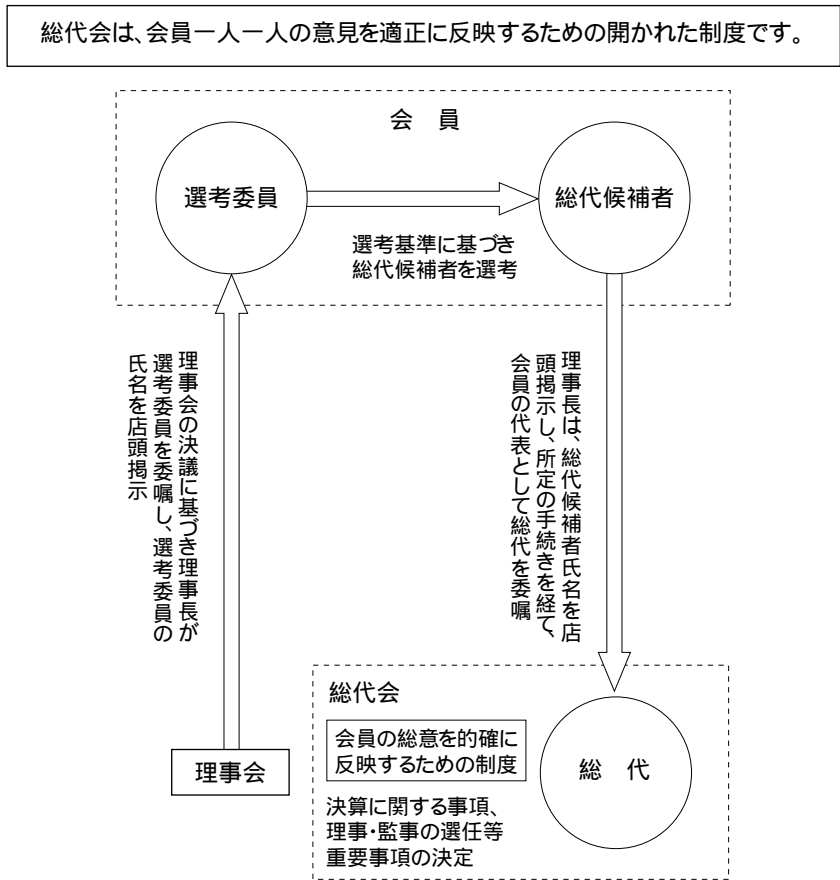 総代会は、会員一人一人の意見を適正に反映するための開かれた制度です。
会　員
選考委員
総代候補者
選考基準に基づき
総代候補者を選考
理事会の決議に基づき理事長が
選考委員を委嘱し、選考委員の
氏名を店頭掲示
理事長は、総代候補者氏名を店
頭掲示し、所定の手続きを経て、
会員の代表として総代を委嘱
理事会
総代会
会員の総意を的確に
反映するための制度
決算に関する事項、
理事・監事の選任等
重要事項の決定
総　代